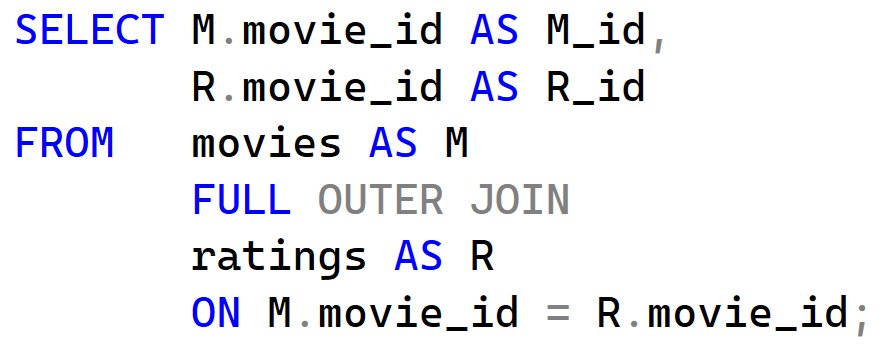 SELECT M.movie_id AS M_id,
       R.movie_id AS R_id
FROM   movies AS M
       FULL OUTER JOIN
       ratings AS R
       ON M.movie_id = R.movie_id;